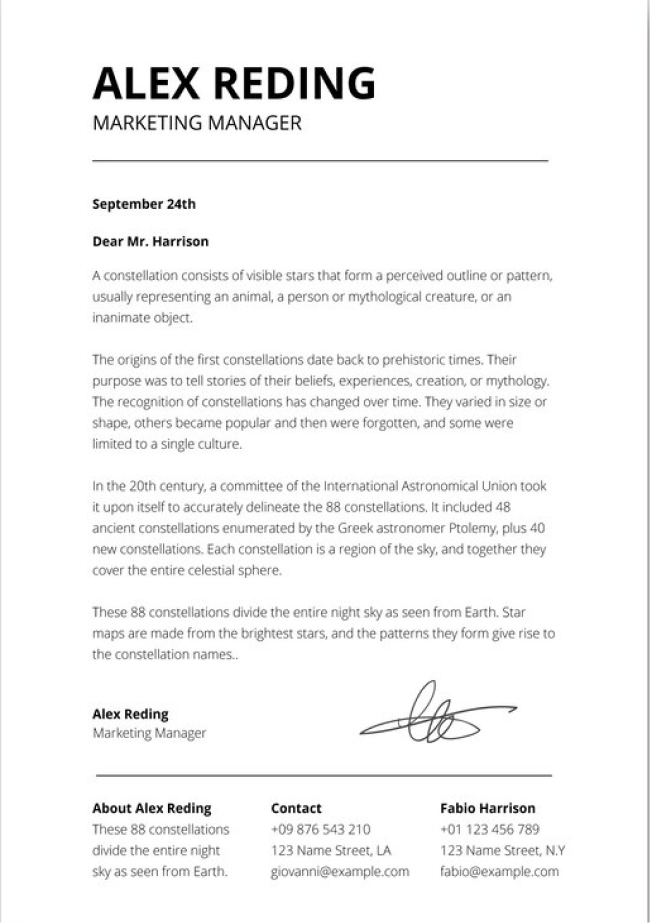 ALEX REDING
MARKETING MANAGER
September 24th
Dear Mr. Harrison
A constellation consists of visible stars that form a perceived outline or pattern,
usually representing an animal, a person or mythological creature, or an
inanimate object.
The origins of the first constellations date back to prehistoric times. Their
purpose was to tell stories of their beliefs, experiences, creation, or mythology.
The recognition of constellations has changed over time. They varied in size or
shape, others became popular and then were forgotten, and some were
limited to a single culture.
In the 20th century, a committee of the International Astronomical Union took
it upon itself to accurately delineate the 88 constellations. It included 48
ancient constellations enumerated by the Greek astronomer Ptolemy, plus 40
new constellations. Each constellation is a region of the sky, and together they
cover the entire celestial sphere.
These 88 constellations divide the entire night sky as seen from Earth. Star
maps are made from the brightest stars, and the patterns they form give rise to
the constellation names..
Alex Reding
Marketing Manager
About Alex Reding
These 88 constellations
divide the entire night
sky as seen from Earth.
Contact
+09 876 543 210
123 Name Street, LA
giovanni@example.com
Fabio Harrison
+01 123 456 789
123 Name Street, N.Y
fabio@example.com